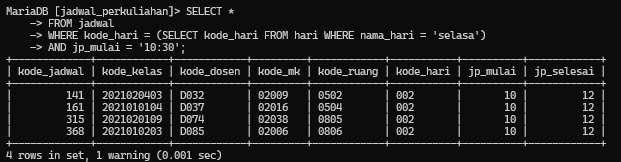 MariaDB [jadwal_perkuliahan]> SELECT *
    -> FROM jadwal
    -> WHERE kode_hari = (SELECT kode_hari FROM hari WHERE nama_hari = 'selasa')
    -> AND jp_mulai = '10:30';
+------------+------------+------------+---------+------------+-----------+----------+------------+
| kode_jadwal | kode_kelas | kode_dosen | kode_mk | kode_ruang | kode_hari | jp_mulai | jp_selesai |
+------------+------------+------------+---------+------------+-----------+----------+------------+
|         141 | 2021020403 | D032       | 02009   | 0502       | 002       |       10 |         12 |
|         161 | 2021010104 | D037       | 02016   | 0504       | 002       |       10 |         12 |
|         315 | 2021020109 | D074       | 02038   | 0805       | 002       |       10 |         12 |
|         368 | 2021010203 | D085       | 02006   | 0806       | 002       |       10 |         12 |
+------------+------------+------------+---------+------------+-----------+----------+------------+
4 rows in set, 1 warning (0.001 sec)